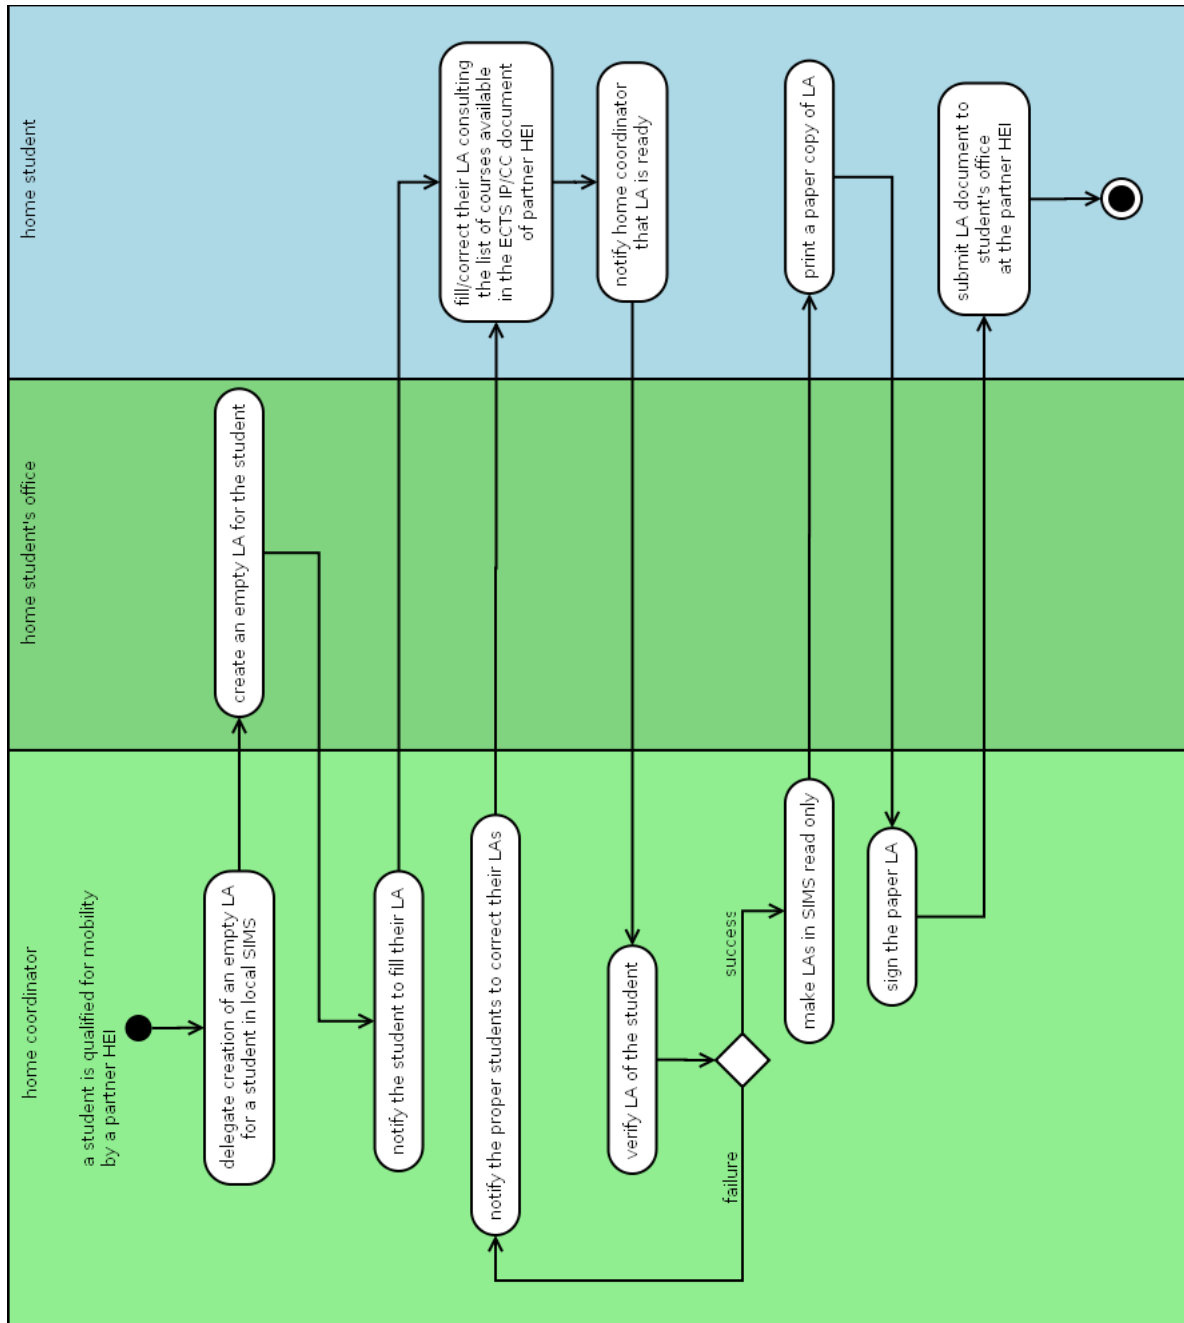 home coordinator
home student's office
home student
a student is qualified for mobility
by a partner HEI
delegate creation of an empty LA
for a student in local SIMS
create an empty LA for the student
notify the student to fill their LA
fill/correct their LA consulting
the list of courses available
in the ECTS IP/CC document
of partner HEI
notify the proper students to correct their LAs
notify home coordinator
that LA is ready
verify LA of the student
failure
success
make LAs in SIMS read only
print a paper copy of LA
sign the paper LA
submit LA document to
student's office
at the partner HEI